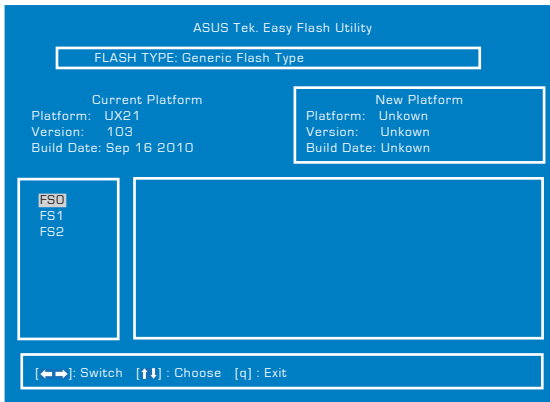 ASUS Tek. Easy Flash Utility
FLASH TYPE: Generic Flash Type
Current Platform
Platform: UX21
Version: 103
Build Date: Sep 16 2010
New Platform
Platform: Unkown
Version: Unkown
Build Date: Unkown
FS0
FS1
FS2
[←→]: Switch [↑↓] : Choose [q] : Exit